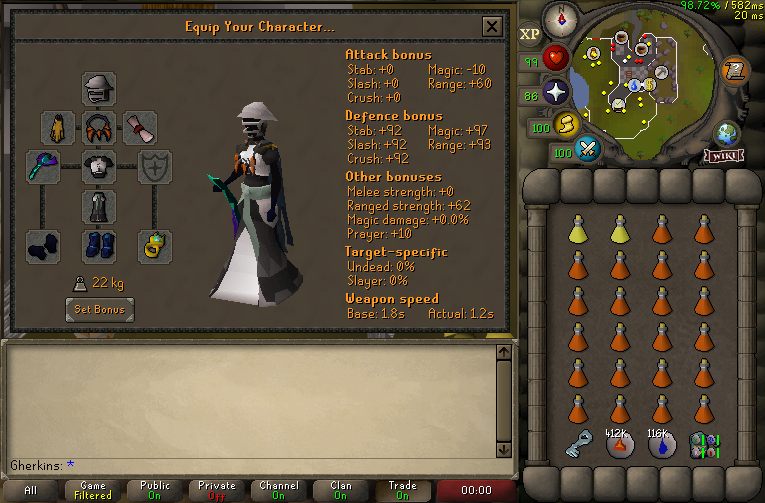 Equip Your Character...
98.72% / 582ms
20 ms
XP
99
86
100
100
WIKI
Attack bonus
Stab: +0 Magic: -10
Slash: +0 Range: +60
Crush: +0
Defence bonus
Stab: +92 Magic: +97
Slash: +92 Range: +93
Crush: +92
Other bonuses
Melee strength: +0
Ranged strength: +62
Magic damage: +0.0%
Prayer: +10
Target-specific
Undead: 0%
Slayer: 0%
Weapon speed
Base: 1.8s Actual: 1.2s
22 kg
Set Bonus
412K 116K
Gherkins: *
All Game Public Private Channel Clan Trade 00:00
Filtered On Off On On On